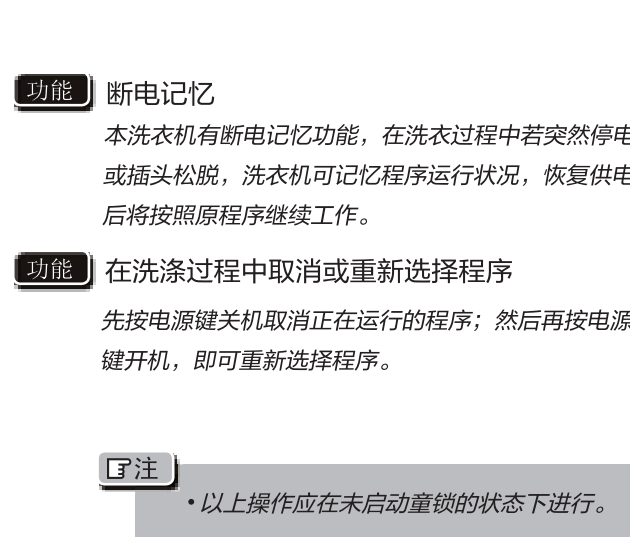 功能 断电记忆
本洗衣机有断电记忆功能，在洗衣过程中若突然停电
或插头松脱，洗衣机可记忆程序运行状况，恢复供电
后将按照原程序继续工作。
功能 在洗涤过程中取消或重新选择程序
先按电源键关机取消正在运行的程序；然后再按电源
键开机，即可重新选择程序。
☞注
•以上操作应在未启动童锁的状态下进行。